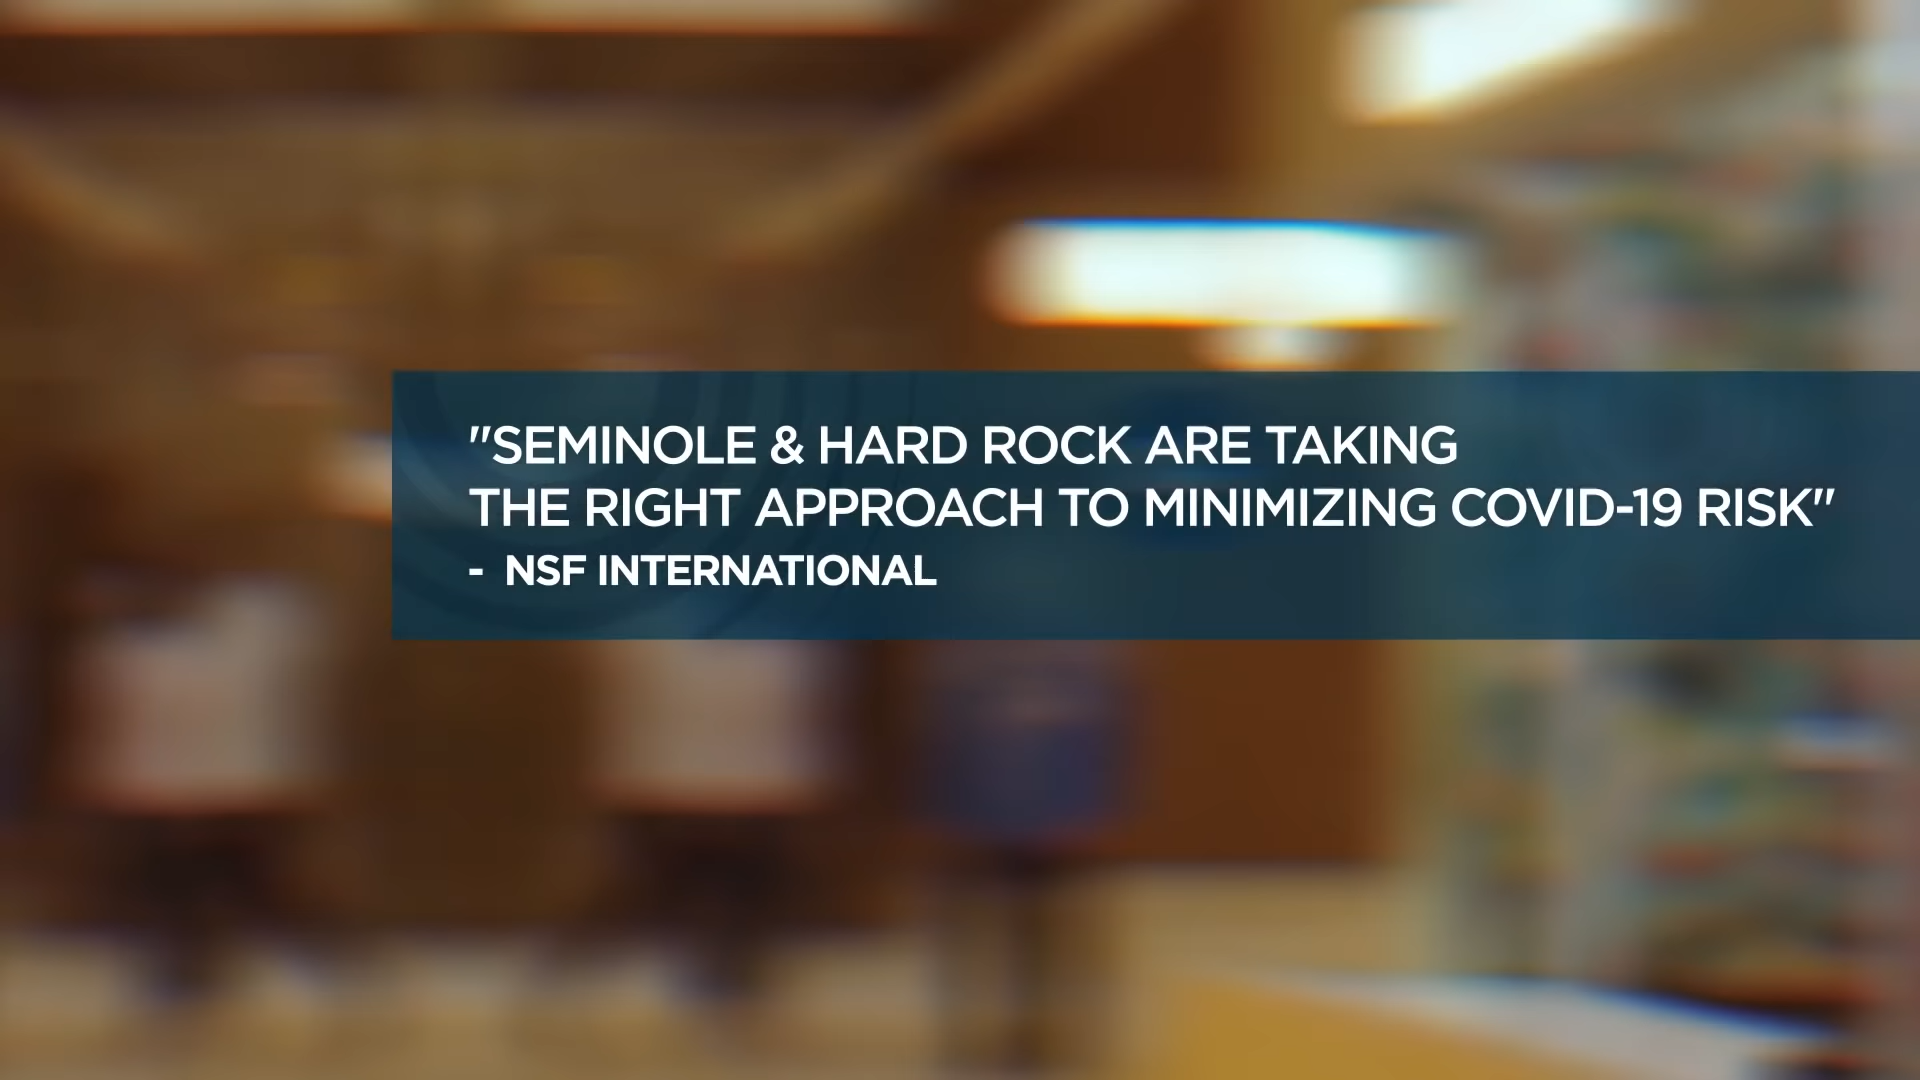 "SEMINOLE & HARD ROCK ARE TAKING
THE RIGHT APPROACH TO MINIMIZING COVID-19 RISK"
- NSF INTERNATIONAL